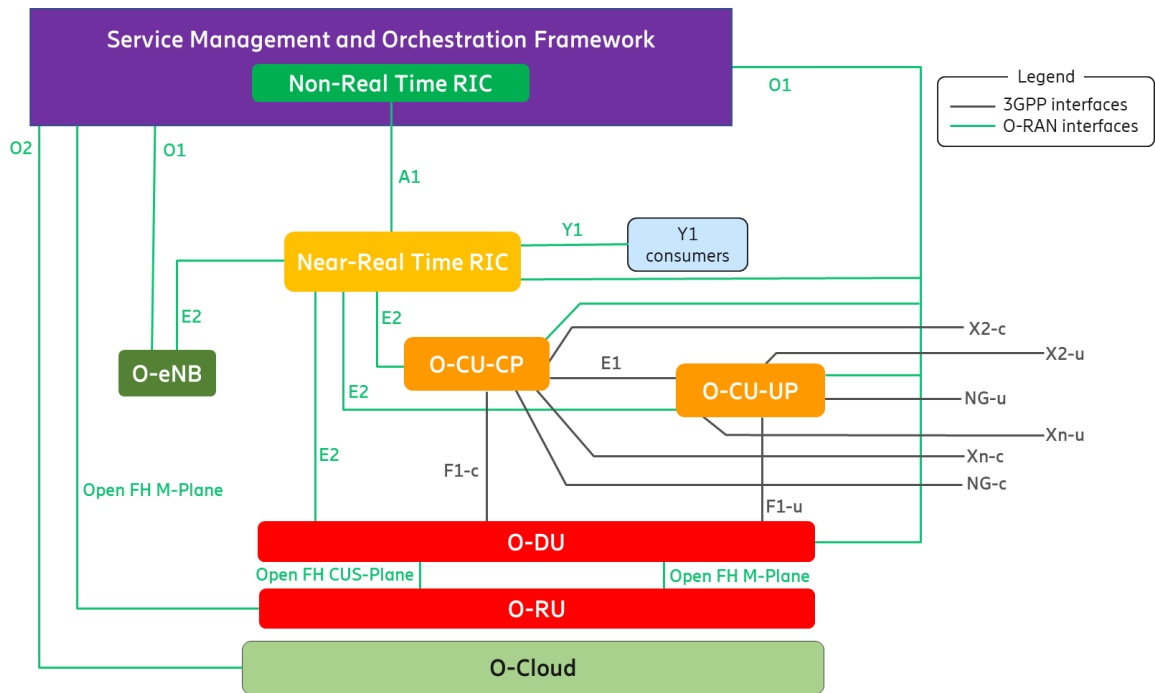 Service Management and Orchestration Framework
Non-Real Time RIC
O1
Legend
3GPP interfaces
O-RAN interfaces
O2
O1
A1
Y1
Y1
consumers
Near-Real Time RIC
E2
E2
X2-c
X2-u
O-eNB
O-CU-CP
E1
O-CU-UP
E2
NG-u
Xn-u
E2
Xn-c
F1-c
NG-c
Open FH M-Plane
F1-u
O-DU
Open FH CUS-Plane
Open FH M-Plane
O-RU
O-Cloud